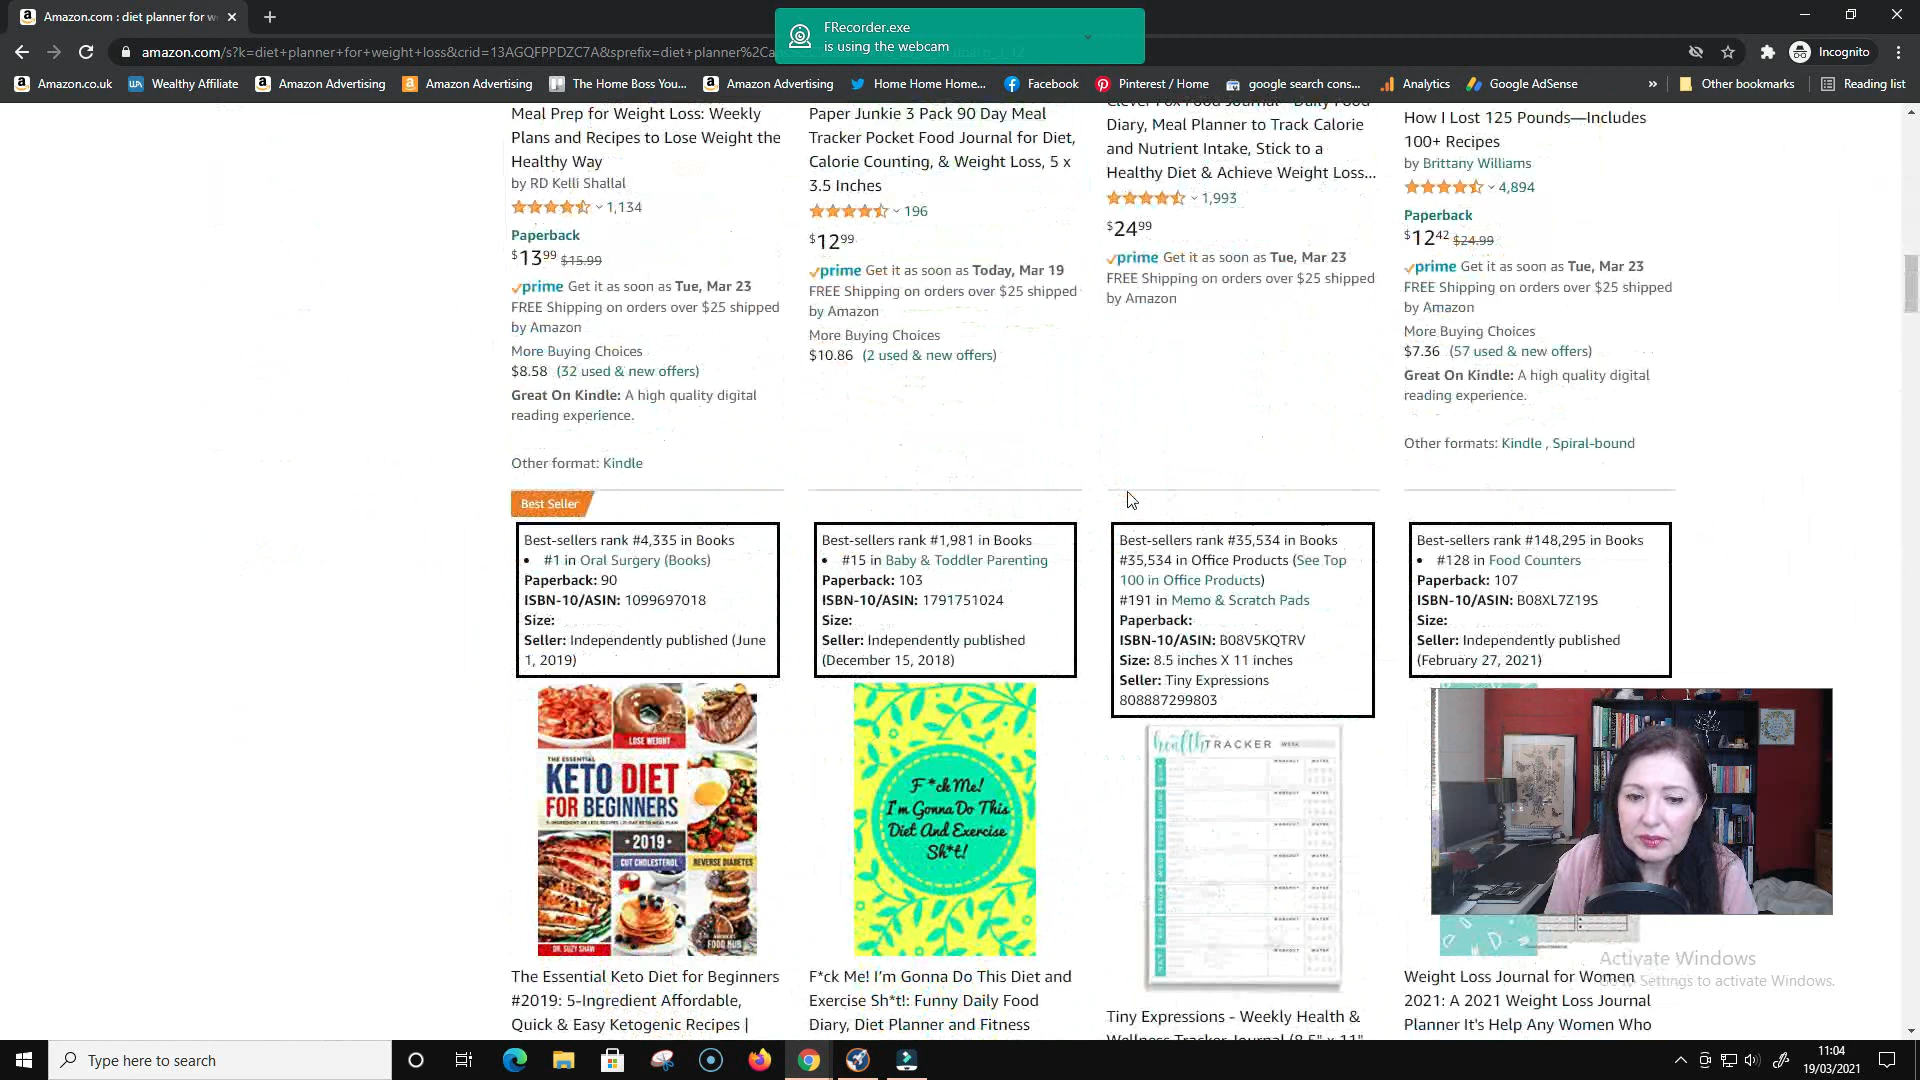 Amazon.com : diet planner for w
FRecorder.exe
is using the webcam
amazon.com/s?k=diet+planner+for+weight+loss&crid=13AGQFPPDZC7A&sprefix=diet+planner%2Ca
Incognito
Amazon.co.uk
Wealthy Affiliate
Amazon Advertising
Amazon Advertising
The Home Boss You...
Amazon Advertising
Home Home Home...
Facebook
Pinterest / Home
google search cons...
Analytics
Google AdSense
»
Other bookmarks
Reading list
Meal Prep for Weight Loss: Weekly
Plans and Recipes to Lose Weight the
Healthy Way
by RD Kelli Shallal
1,134
Paperback
$13.99 $15.99
prime Get it as soon as Tue, Mar 23
FREE Shipping on orders over $25 shipped
by Amazon
More Buying Choices
$8.58 (32 used & new offers)
Great On Kindle: A high quality digital
reading experience.
Other format: Kindle
Paper Junkie 3 Pack 90 Day Meal
Tracker Pocket Food Journal for Diet,
Calorie Counting, & Weight Loss, 5 x
3.5 Inches
196
$12.99
prime Get it as soon as Today, Mar 19
FREE Shipping on orders over $25 shipped
by Amazon
More Buying Choices
$10.86 (2 used & new offers)
Clever Fox Food Journal - Daily Food
Diary, Meal Planner to Track Calorie
and Nutrient Intake, Stick to a
Healthy Diet & Achieve Weight Loss...
1,993
$24.99
prime Get it as soon as Tue, Mar 23
FREE Shipping on orders over $25 shipped
by Amazon
How I Lost 125 Pounds—Includes
100+ Recipes
by Brittany Williams
4,894
Paperback
$12.42 $24.99
prime Get it as soon as Tue, Mar 23
FREE Shipping on orders over $25 shipped
by Amazon
More Buying Choices
$7.36 (57 used & new offers)
Great On Kindle: A high quality digital
reading experience.
Other formats: Kindle , Spiral-bound
Best Seller
Best-sellers rank #4,335 in Books
• #1 in Oral Surgery (Books)
Paperback: 90
ISBN-10/ASIN: 1099697018
Size:
Seller: Independently published (June
1, 2019)
LOSE WEIGHT
THE ESSENTIAL
KETO DIET
FOR BEGINNERS
•2019•
CUT CHOLESTEROL
REVERSE DIABETES
DR. SUZY SHAW
FOOD HUB
The Essential Keto Diet for Beginners
#2019: 5-Ingredient Affordable,
Quick & Easy Ketogenic Recipes |
Best-sellers rank #1,981 in Books
• #15 in Baby & Toddler Parenting
Paperback: 103
ISBN-10/ASIN: 1791751024
Size:
Seller: Independently published
(December 15, 2018)
F*ck Me!
I'm Gonna Do This
Diet And Exercise
Sh*t!
F*ck Me! I'm Gonna Do This Diet and
Exercise Sh*t!: Funny Daily Food
Diary, Diet Planner and Fitness
Best-sellers rank #35,534 in Books
#35,534 in Office Products (See Top
100 in Office Products)
#191 in Memo & Scratch Pads
Paperback:
ISBN-10/ASIN: B08V5KQTRV
Size: 8.5 inches X 11 inches
Seller: Tiny Expressions
808887299803
health TRACKER WEEK
Tiny Expressions - Weekly Health &
Wellness Tracker Journal (8.5" x 11"
Best-sellers rank #148,295 in Books
• #128 in Food Counters
Paperback: 107
ISBN-10/ASIN: B08XL7Z19S
Size:
Seller: Independently published
(February 27, 2021)
Weight Loss Journal for Women
2021: A 2021 Weight Loss Journal
Planner It's Help Any Women Who
Activate Windows
Settings to activate Windows.
Type here to search
11:04
19/03/2021